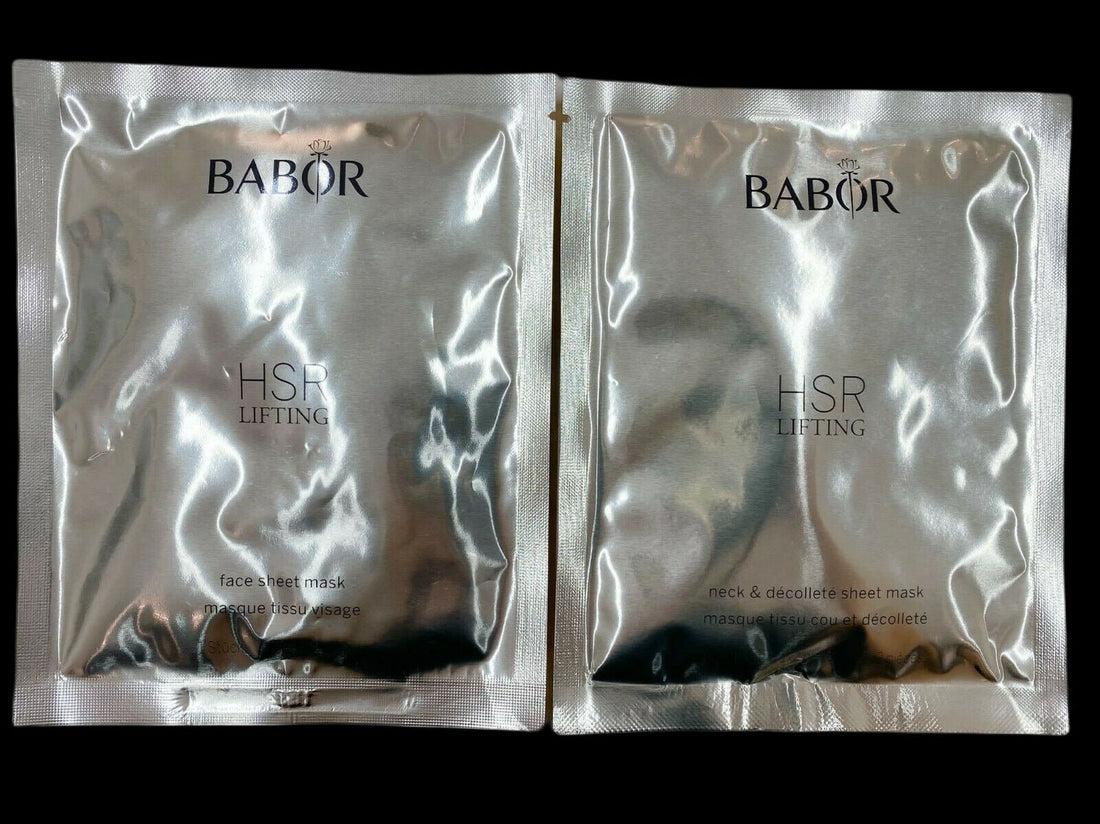 BABOR
HSR
LIFTING
face sheet mask
masque tissu visage
Stück
BABOR
HSR
LIFTING
neck & décolleté sheet mask
masque tissu cou et décolleté